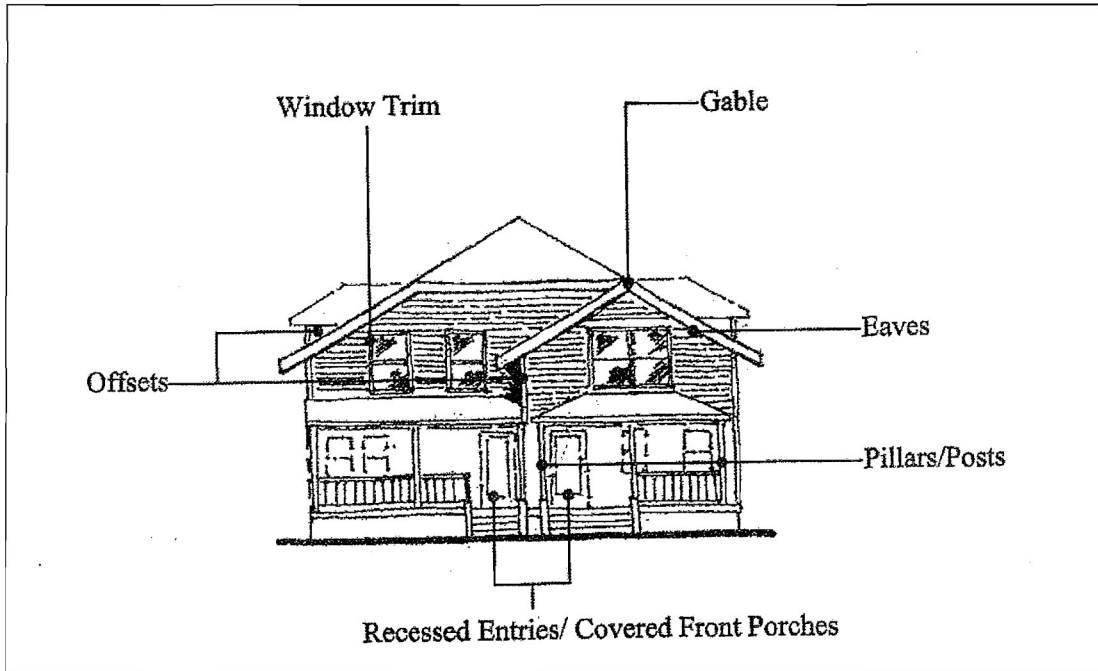 Window Trim
Gable
Eaves
Offsets
Pillars/Posts
Recessed Entries/ Covered Front Porches